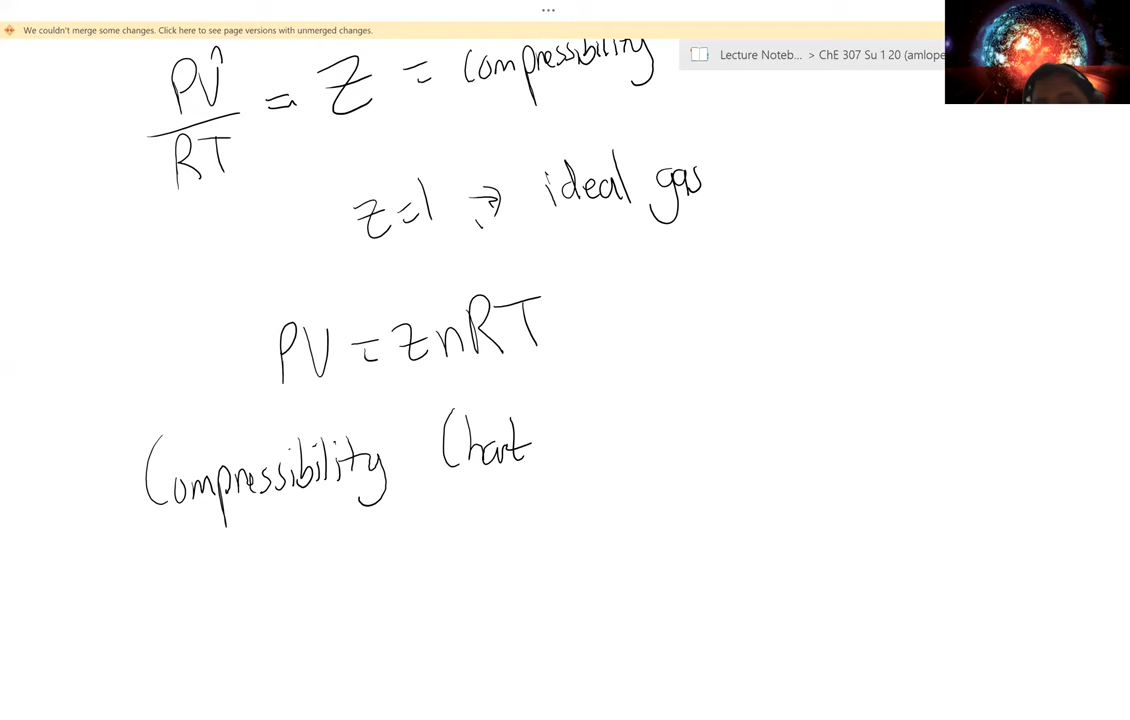 We couldn't merge some changes. Click here to see page versions with unmerged changes.
Lecture Noteb... > ChE 307 Su 1 20 (amlope
PV̂/RT = Z = Compressibility
z=1 → ideal gas
PV = ZnRT
Compressibility Chart